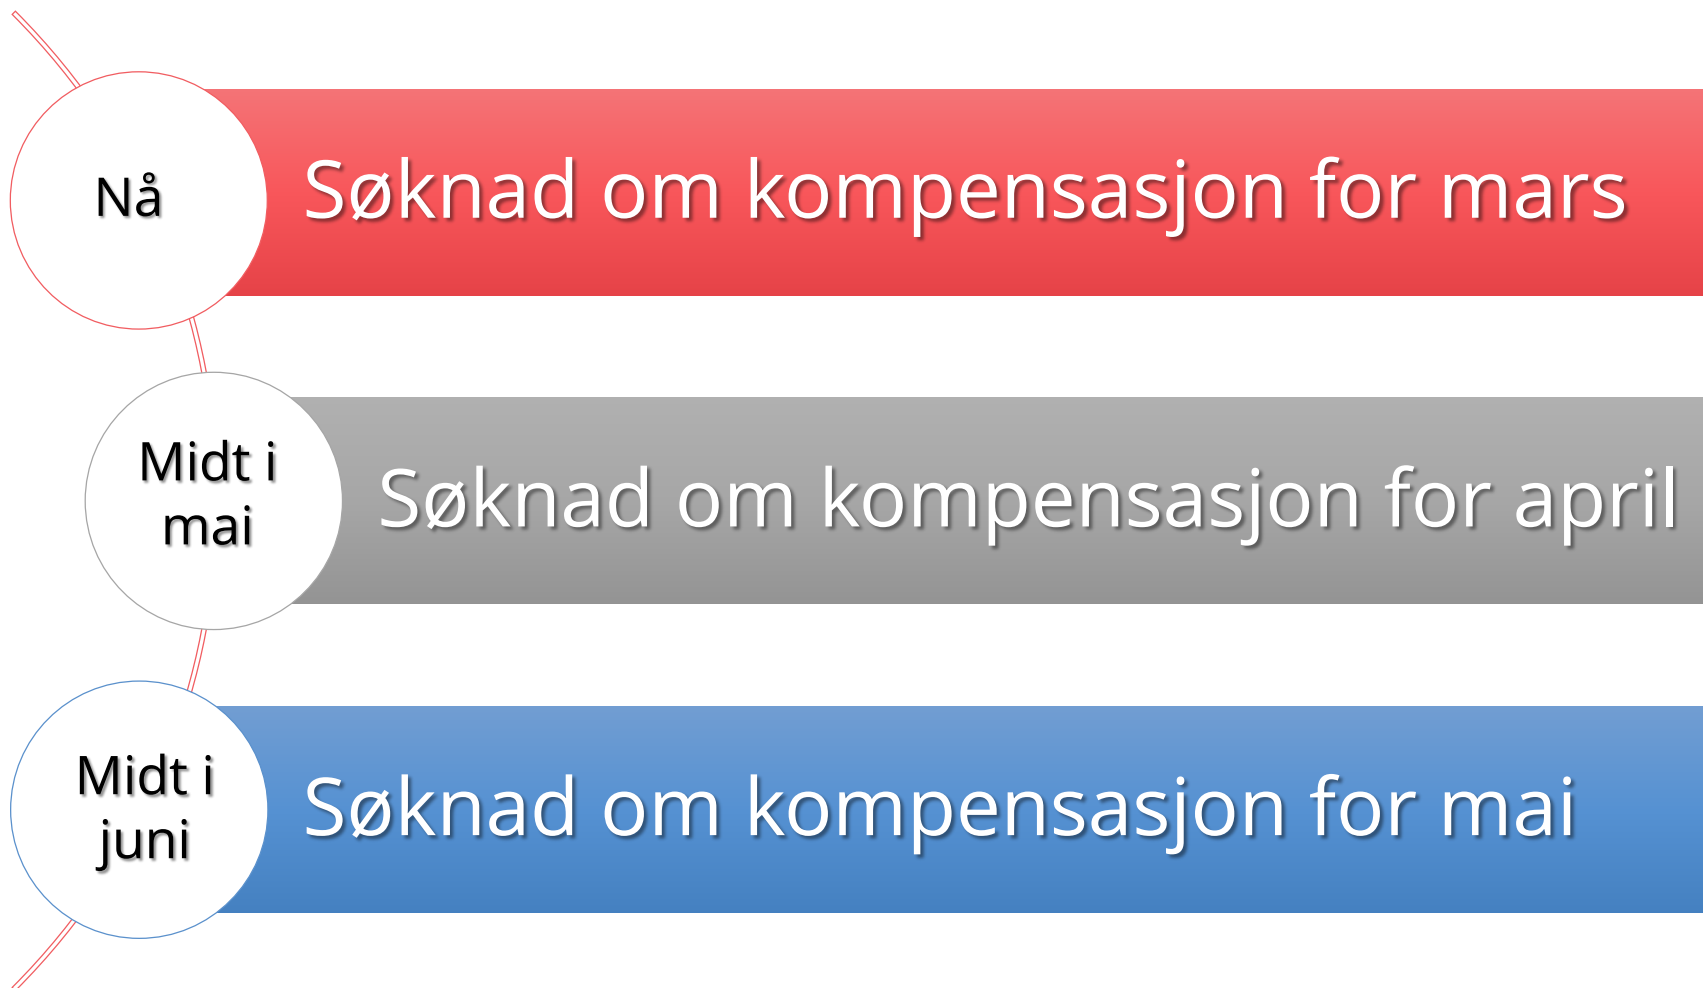 Nå
Søknad om kompensasjon for mars
Midt i
mai
Søknad om kompensasjon for april
Midt i
juni
Søknad om kompensasjon for mai